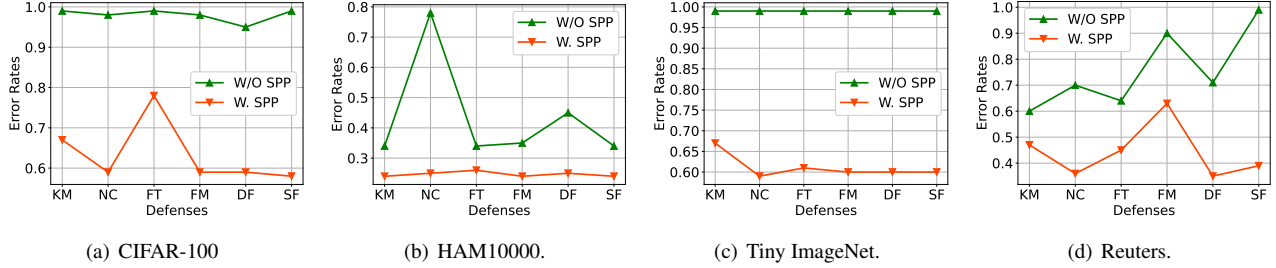 1.0
0.9
0.8
0.7
0.6
Error Rates
W/O SPP
W. SPP
KM NC FT FM DF SF
Defenses
(a) CIFAR-100
0.8
0.7
0.6
0.5
0.4
0.3
Error Rates
W/O SPP
W. SPP
KM NC FT FM DF SF
Defenses
(b) HAM10000.
1.00
0.95
0.90
0.85
0.80
0.75
0.70
0.65
0.60
Error Rates
W/O SPP
W. SPP
KM NC FT FM DF SF
Defenses
(c) Tiny ImageNet.
1.0
0.9
0.8
0.7
0.6
0.5
0.4
Error Rates
W/O SPP
W. SPP
KM NC FT FM DF SF
Defenses
(d) Reuters.